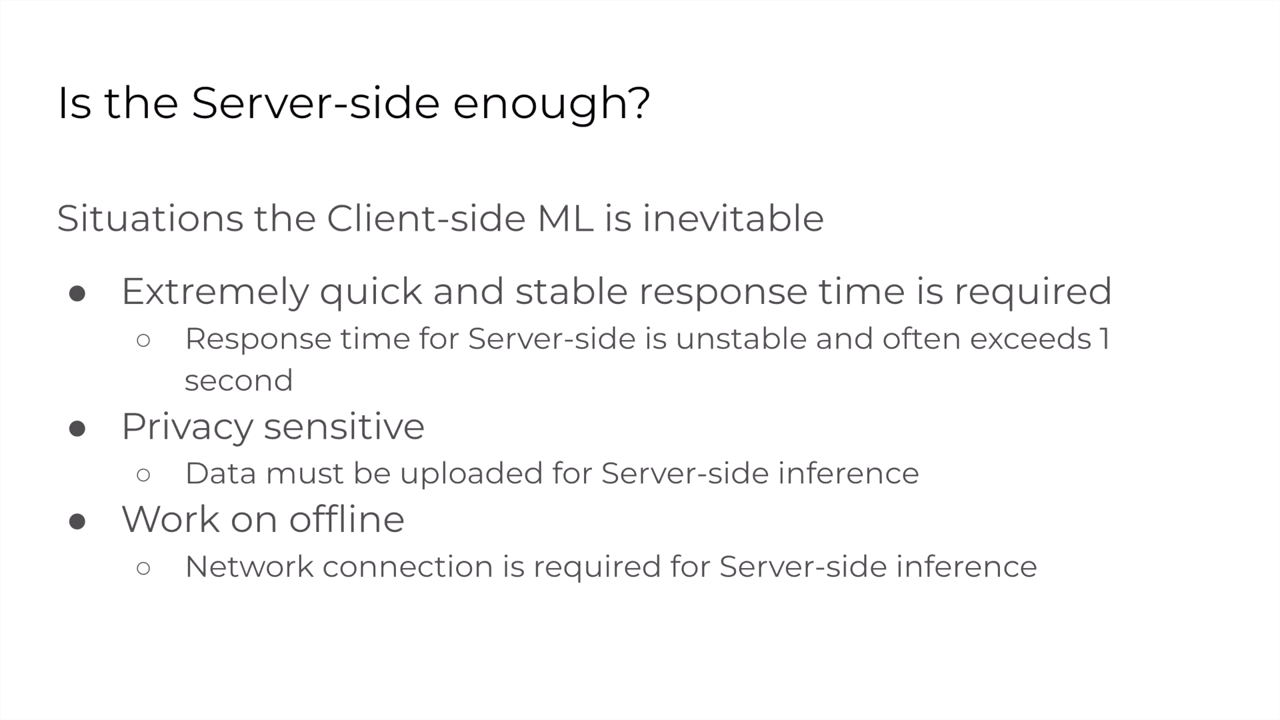 Is the Server-side enough?
Situations the Client-side ML is inevitable
● Extremely quick and stable response time is required
○ Response time for Server-side is unstable and often exceeds 1
second
● Privacy sensitive
○ Data must be uploaded for Server-side inference
● Work on offline
○ Network connection is required for Server-side inference